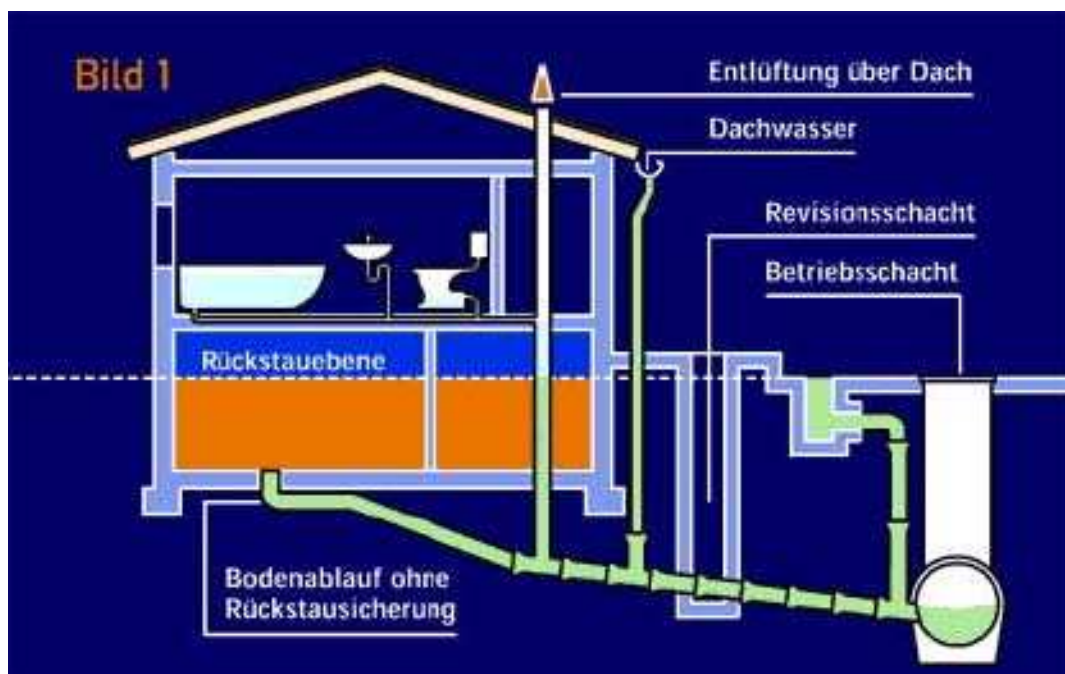 Bild 1
Entlüftung über Dach
Dachwasser
Revisionsschacht
Betriebsschacht
Rückstauebene
Bodenablauf ohne
Rückstausicherung